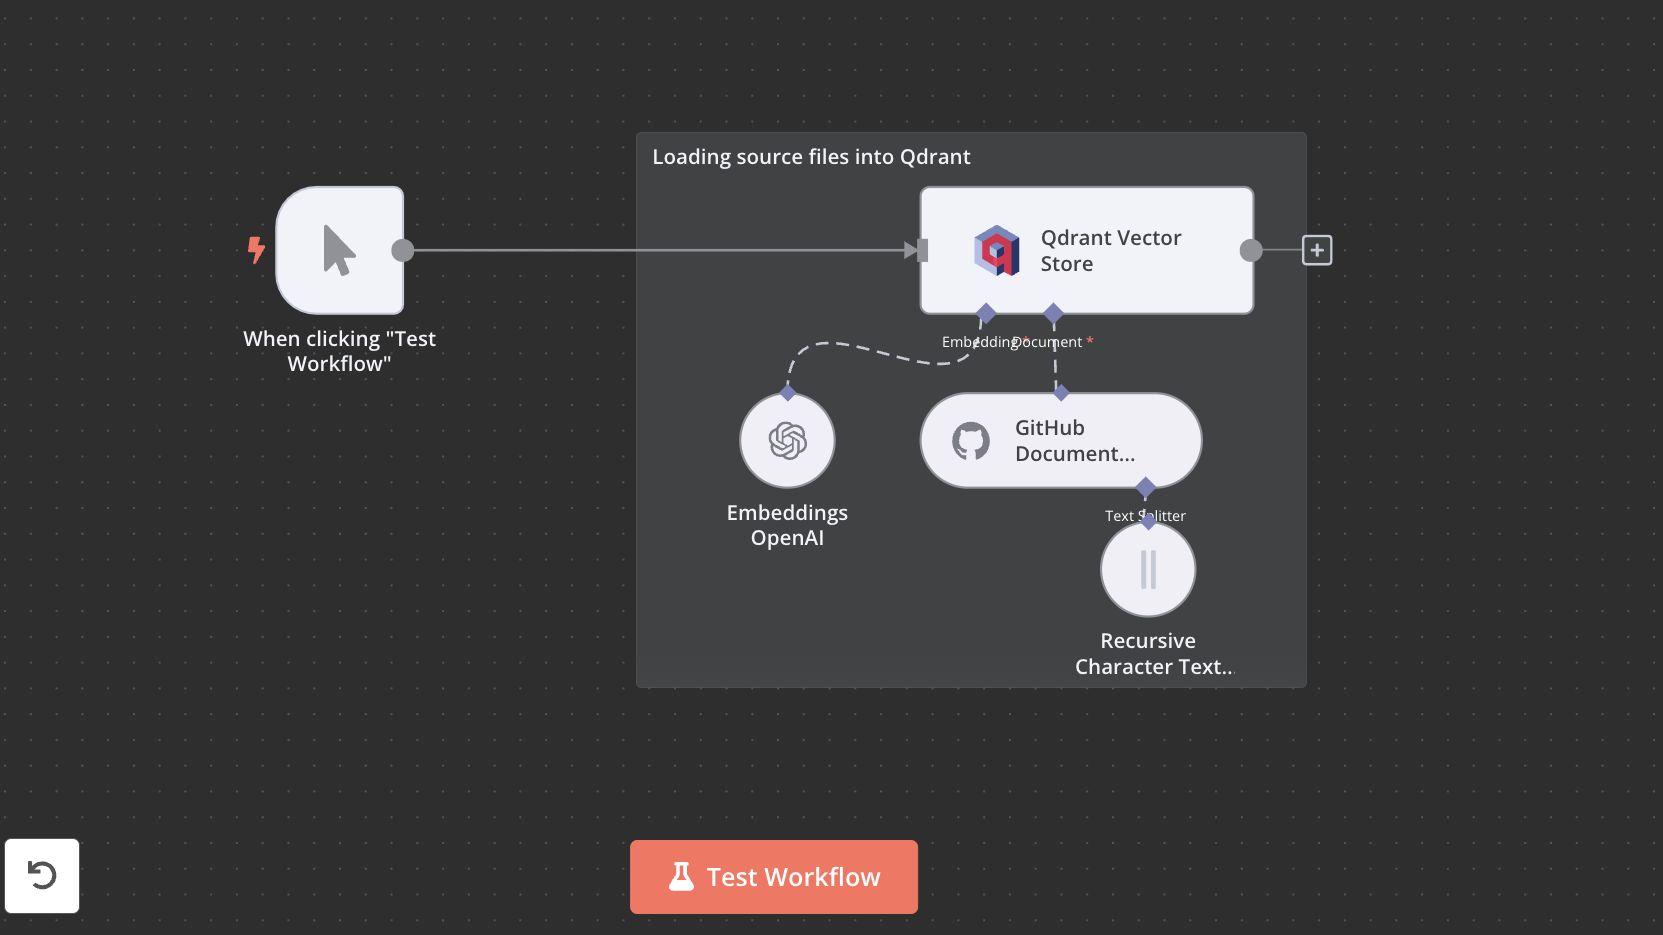 Loading source files into Qdrant
Qdrant Vector
Store
When clicking "Test
Workflow"
Embedding *
Document *
GitHub
Document...
Embeddings
OpenAI
Text Splitter
Recursive
Character Text...
Test Workflow